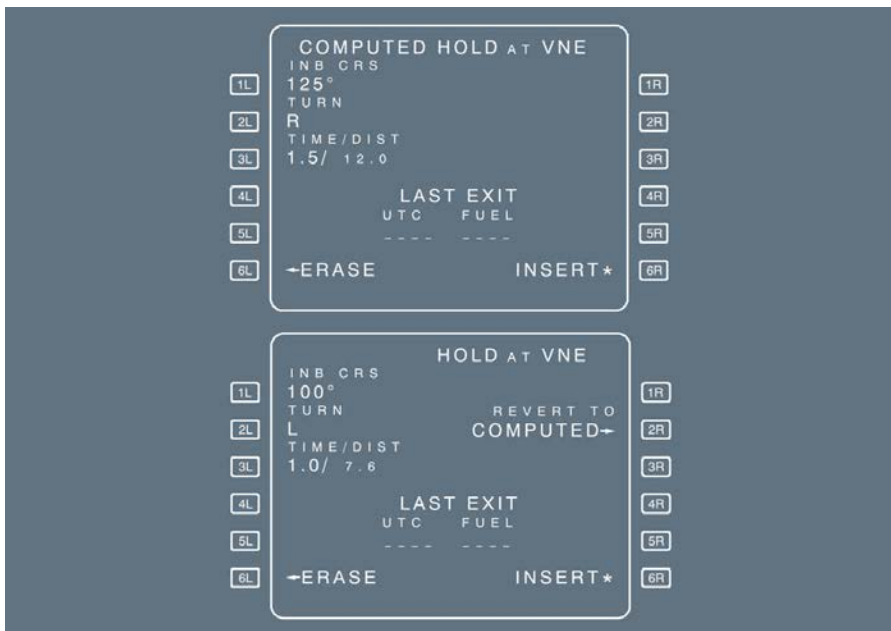 COMPUTED HOLD AT VNE
INB CRS
1L 125° 1R
TURN
2L R 2R
TIME/DIST
3L 1.5/ 12.0 3R
4L LAST EXIT 4R
UTC FUEL
5L ---- ---- 5R
6L ←ERASE INSERT* 6R
HOLD AT VNE
INB CRS
1L 100° 1R
TURN REVERT TO
2L L COMPUTED→ 2R
TIME/DIST
3L 1.0/ 7.6 3R
4L LAST EXIT 4R
UTC FUEL
5L ---- ---- 5R
6L ←ERASE INSERT* 6R